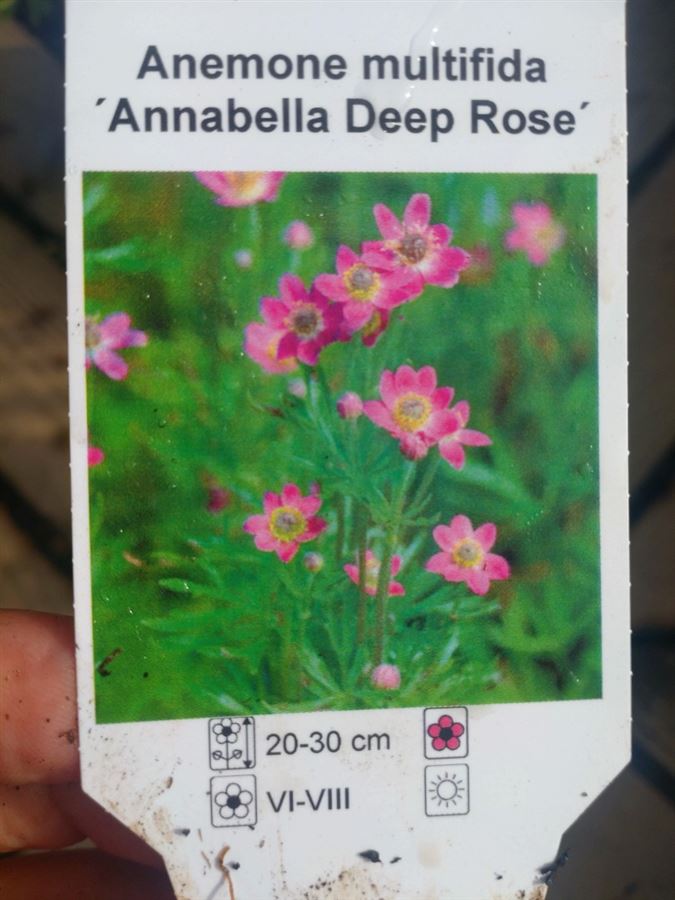 Anemone multifida
´Annabella Deep Rose´
20-30 cm
VI-VIII